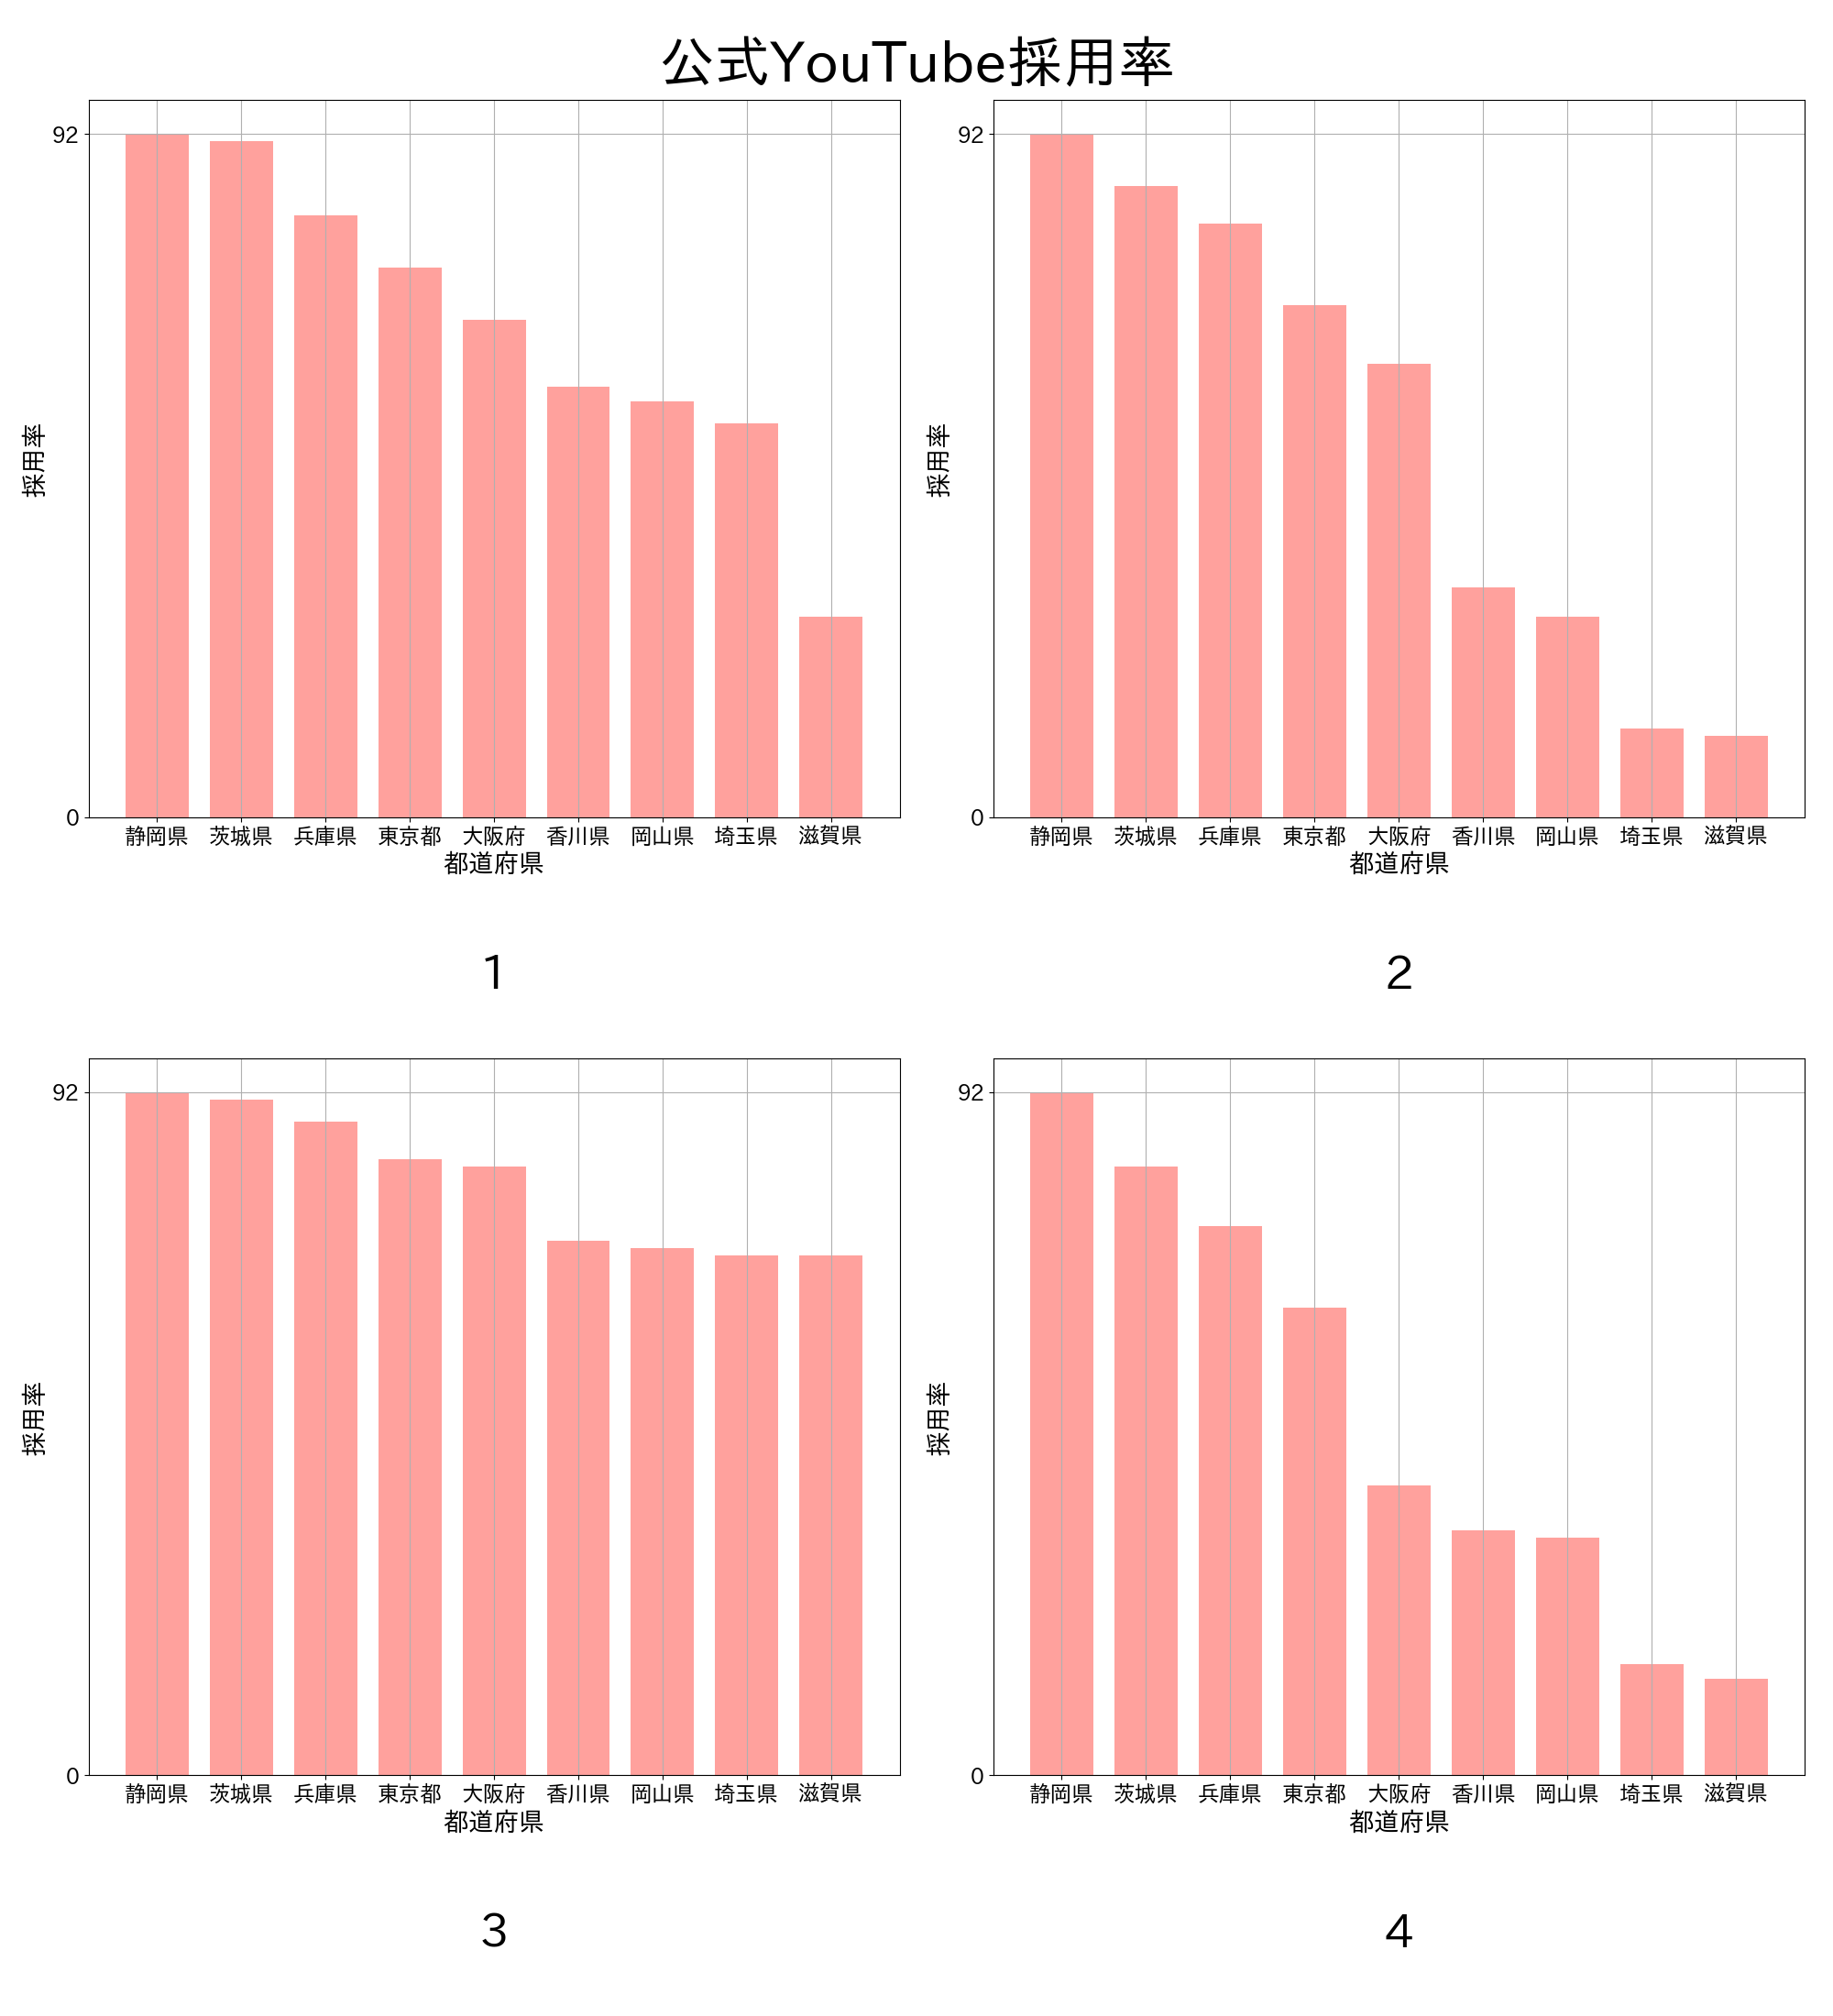 公式YouTube採用率
92
0
採用率
静岡県 茨城県 兵庫県 東京都 大阪府 香川県 岡山県 埼玉県 滋賀県
都道府県
1
92
0
採用率
静岡県 茨城県 兵庫県 東京都 大阪府 香川県 岡山県 埼玉県 滋賀県
都道府県
2
92
0
採用率
静岡県 茨城県 兵庫県 東京都 大阪府 香川県 岡山県 埼玉県 滋賀県
都道府県
3
92
0
採用率
静岡県 茨城県 兵庫県 東京都 大阪府 香川県 岡山県 埼玉県 滋賀県
都道府県
4